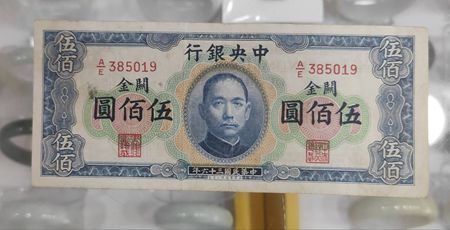 伍佰
中央銀行
伍佰
A/E 385019
A/E 385019
關金
關金
伍佰圓
伍佰圓
伍佰
中華民國三十六年
伍佰